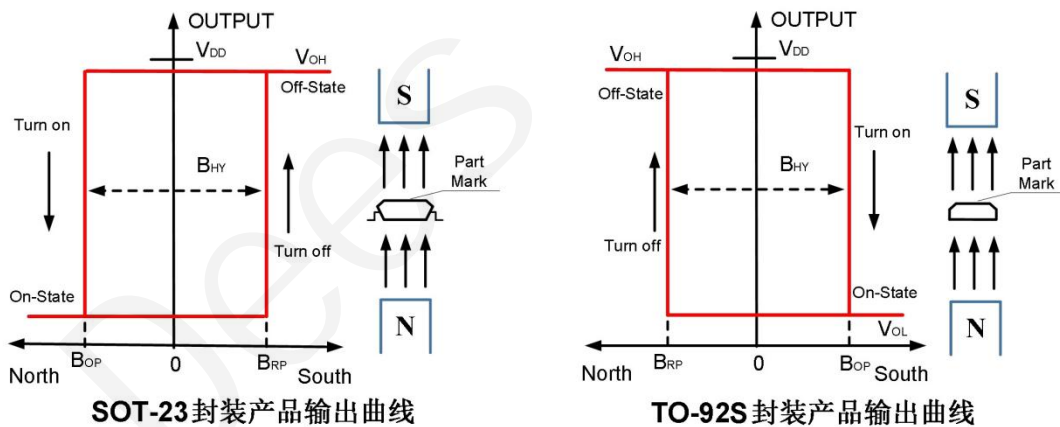 OUTPUT
VDD
VOH
Off-State
Turn on
BHY
Turn off
On-State
BOP
0
BRP
North
South
S
Part
Mark
N
SOT-23封装产品输出曲线
OUTPUT
VDD
VOH
Off-State
Turn on
BHY
Turn off
On-State
VOL
BRP
0
BOP
North
South
S
Part
Mark
N
TO-92S封装产品输出曲线